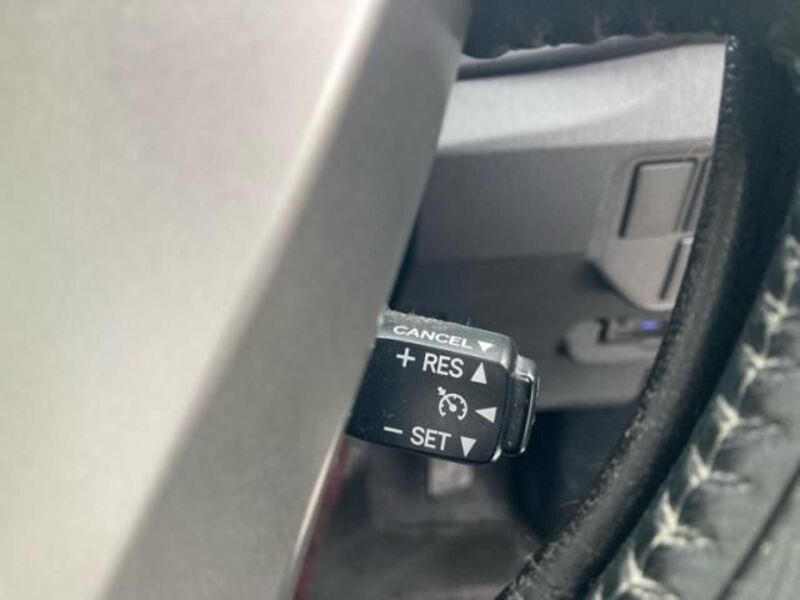 CANCEL ▼
+ RES ▲
◀
− SET ▼